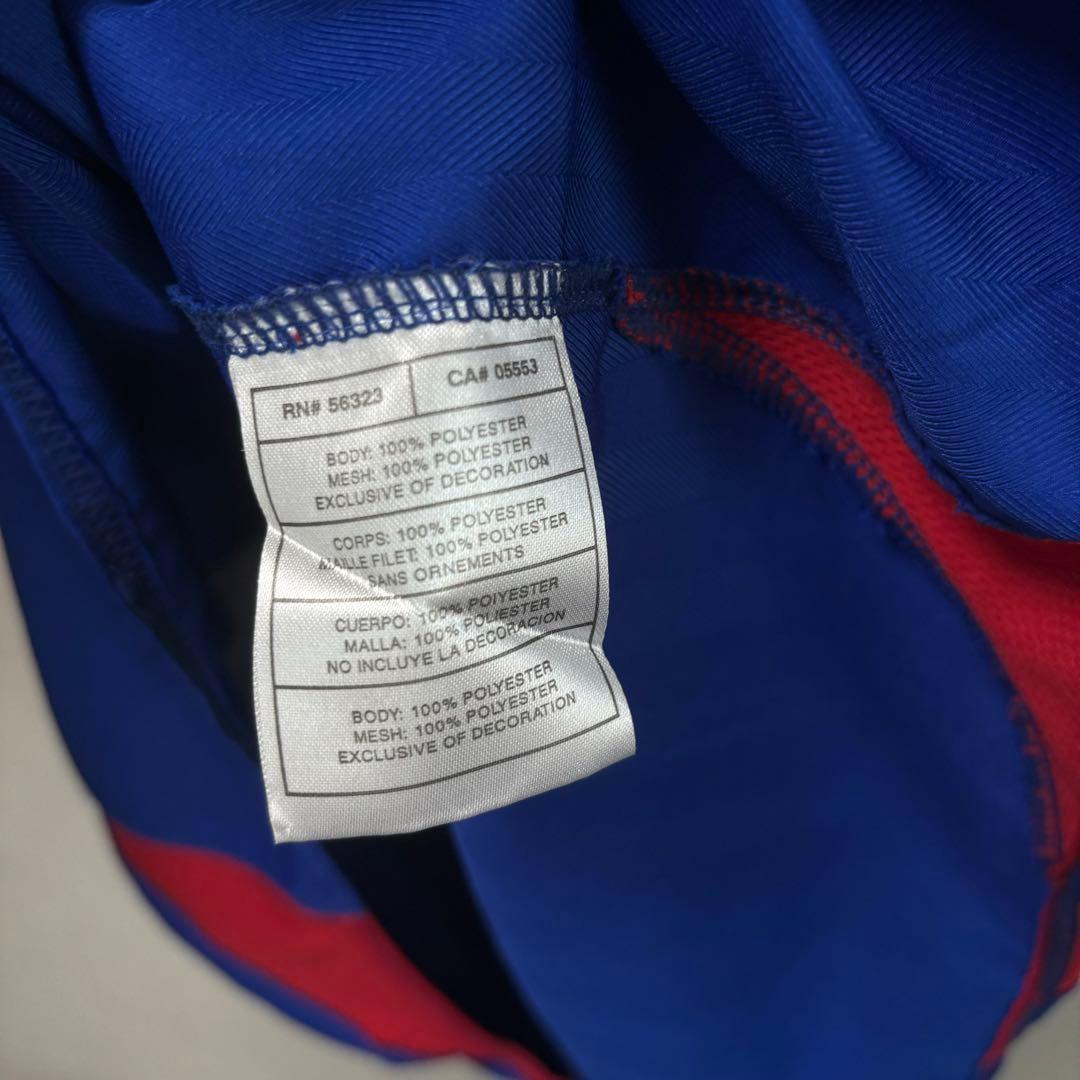 RN# 56323 CA# 05553
BODY: 100% POLYESTER
MESH: 100% POLYESTER
EXCLUSIVE OF DECORATION
CORPS: 100% POLYESTER
MAILLE FILET: 100% POLYESTER
SANS ORNEMENTS
CUERPO: 100% POIYESTER
MALLA: 100% POLIESTER
NO INCLUYE LA DECORACION
BODY: 100% POLYESTER
MESH: 100% POLYESTER
EXCLUSIVE OF DECORATION